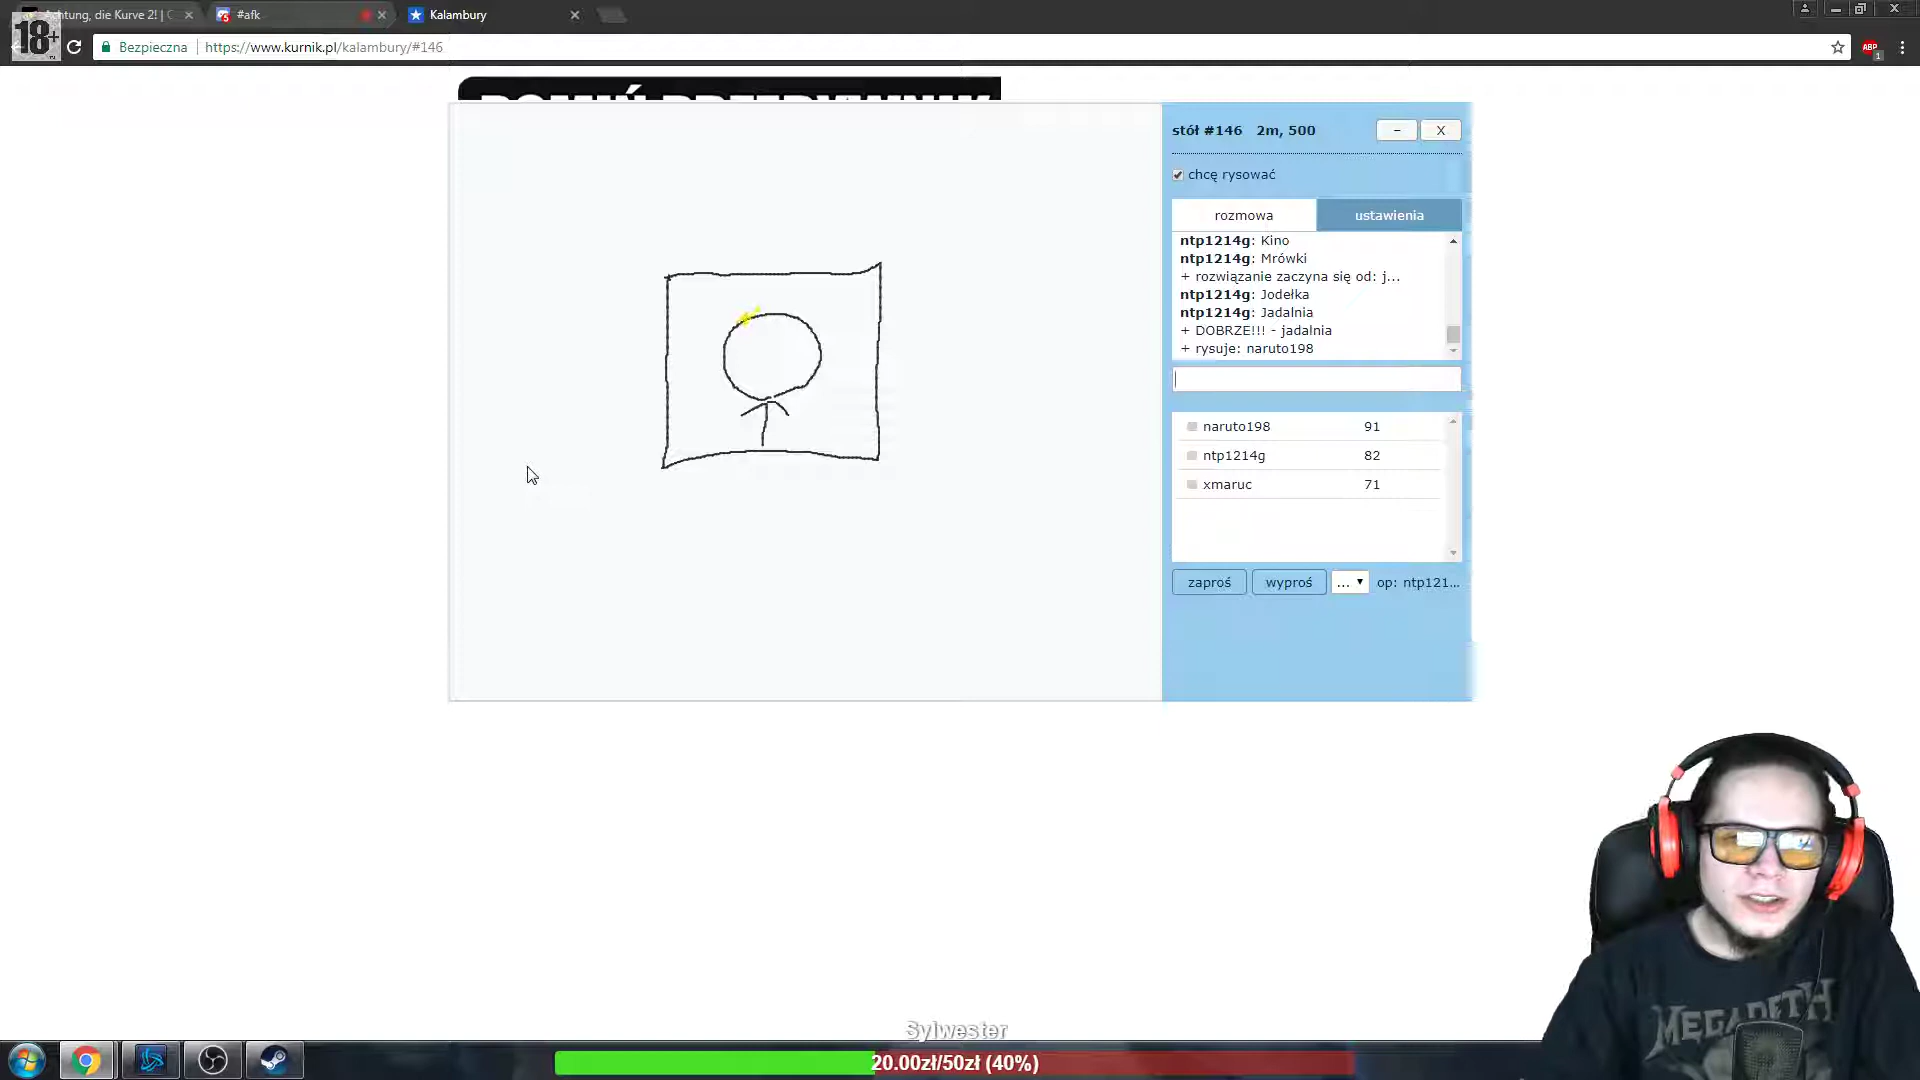 Achtung, die Kurve 2! | C
#afk
Kalambury
18+
Bezpieczna
https://www.kurnik.pl/kalambury/#146
ABP
1
stół #146 2m, 500
–
X
chcę rysować
rozmowa
ustawienia
ntp1214g: Kino
ntp1214g: Mrówki
+ rozwiązanie zaczyna się od: j...
ntp1214g: Jodełka
ntp1214g: Jadalnia
+ DOBRZE!!! - jadalnia
+ rysuje: naruto198
naruto198 91
ntp1214g 82
xmaruc 71
zaproś
wyproś
...
op: ntp121...
MEGADETH
Sylwester
20.00zł/50zł (40%)